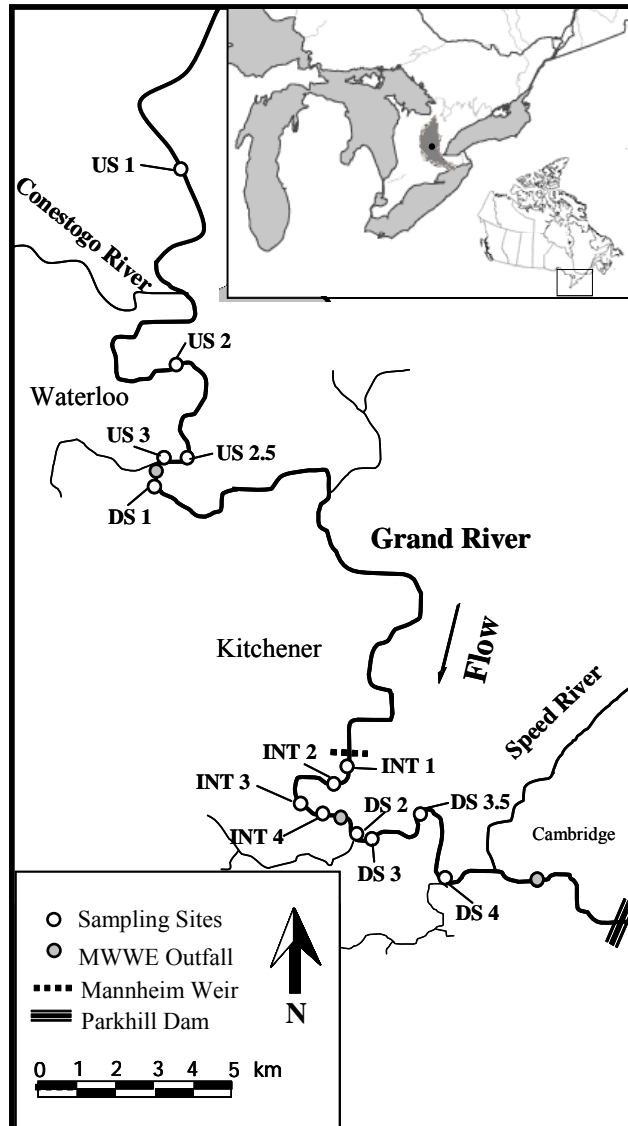 US 1
Conestogo River
US 2
Waterloo
US 3
US 2.5
DS 1
Grand River
Flow
Kitchener
Speed River
INT 2
INT 1
INT 3
DS 2
DS 3.5
INT 4
Cambridge
DS 3
DS 4
Sampling Sites
MWWE Outfall
Mannheim Weir
Parkhill Dam
N
0 1 2 3 4 5 km